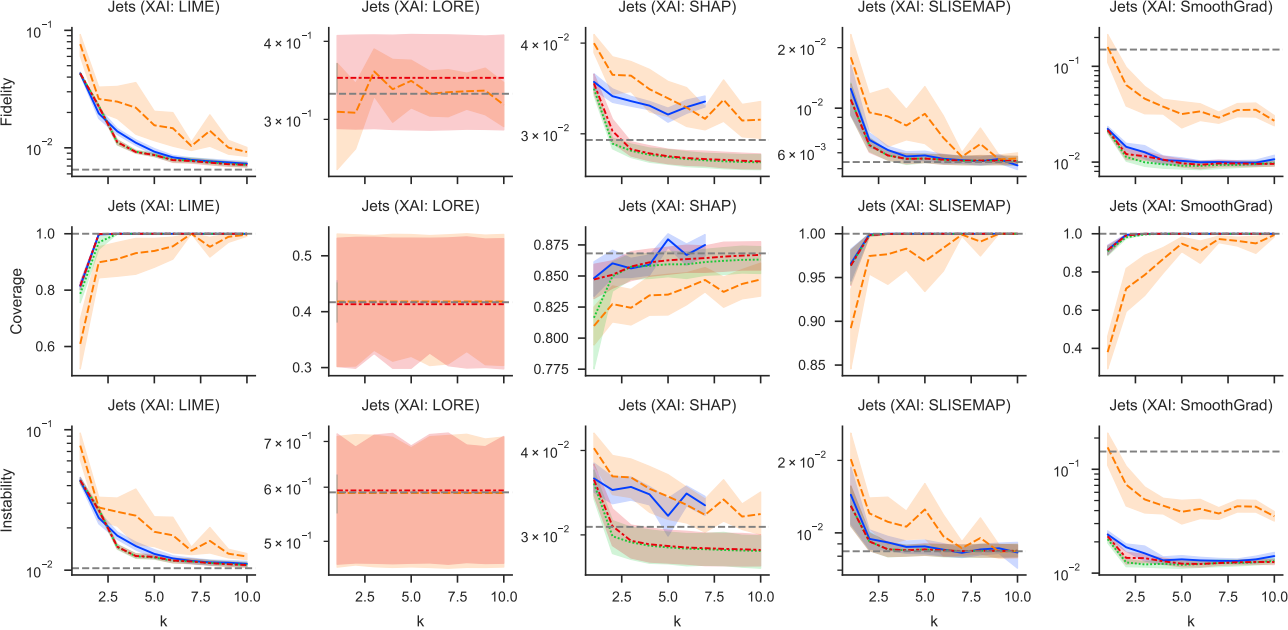 Jets (XAI: LIME) Jets (XAI: LORE) Jets (XAI: SHAP) Jets (XAI: SLISEMAP) Jets (XAI: SmoothGrad)
Fidelity
10⁻¹
10⁻²
4 × 10⁻¹
3 × 10⁻¹
4 × 10⁻²
3 × 10⁻²
2 × 10⁻²
10⁻²
6 × 10⁻³
10⁻¹
10⁻²
Jets (XAI: LIME) Jets (XAI: LORE) Jets (XAI: SHAP) Jets (XAI: SLISEMAP) Jets (XAI: SmoothGrad)
Coverage
1.0
0.8
0.6
0.5
0.4
0.3
0.875
0.850
0.825
0.800
0.775
1.00
0.95
0.90
0.85
1.0
0.8
0.6
0.4
Jets (XAI: LIME) Jets (XAI: LORE) Jets (XAI: SHAP) Jets (XAI: SLISEMAP) Jets (XAI: SmoothGrad)
Instability
10⁻¹
10⁻²
7 × 10⁻¹
6 × 10⁻¹
5 × 10⁻¹
4 × 10⁻²
3 × 10⁻²
2 × 10⁻²
10⁻²
10⁻¹
10⁻²
2.5 5.0 7.5 10.0 2.5 5.0 7.5 10.0 2.5 5.0 7.5 10.0 2.5 5.0 7.5 10.0 2.5 5.0 7.5 10.0
k k k k k